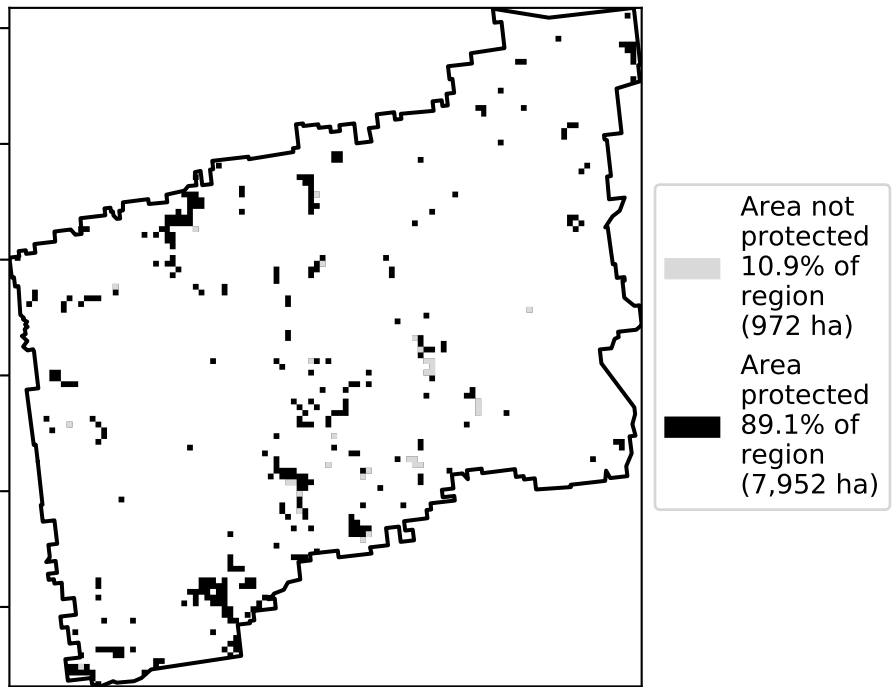 Area not
protected
10.9% of
region
(972 ha)
Area
protected
89.1% of
region
(7,952 ha)